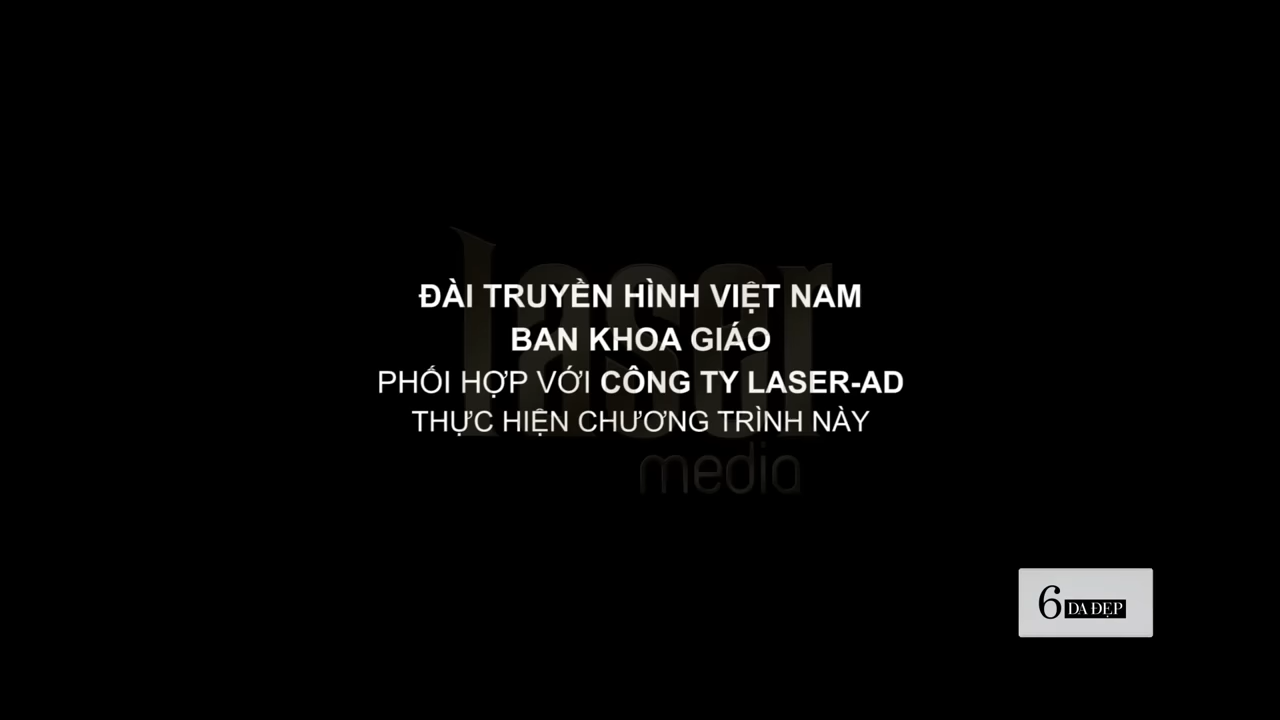 ĐÀI TRUYỀN HÌNH VIỆT NAM
BAN KHOA GIÁO
PHỐI HỢP VỚI CÔNG TY LASER-AD
THỰC HIỆN CHƯƠNG TRÌNH NÀY
laser
media
6 DA ĐẸP